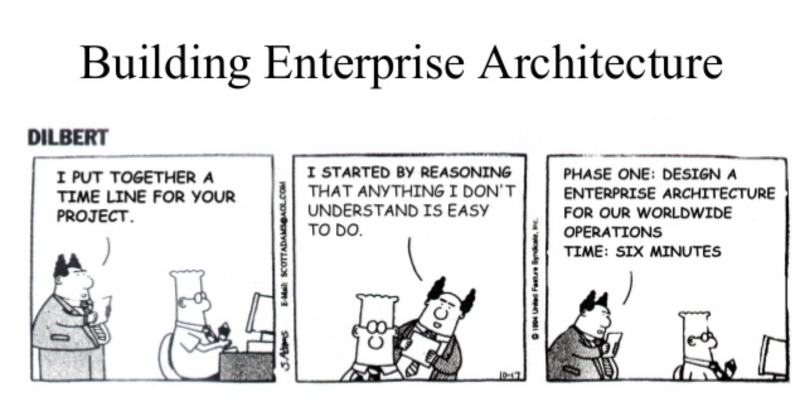 Building Enterprise Architecture
DILBERT
I PUT TOGETHER A
TIME LINE FOR YOUR
PROJECT.
S.Adams
E-Mail: SCOTTADAMS@AOL.COM
I STARTED BY REASONING
THAT ANYTHING I DON'T
UNDERSTAND IS EASY
TO DO.
10-17
© 1994 United Feature Syndicate, Inc.
PHASE ONE: DESIGN A
ENTERPRISE ARCHITECTURE
FOR OUR WORLDWIDE
OPERATIONS
TIME: SIX MINUTES